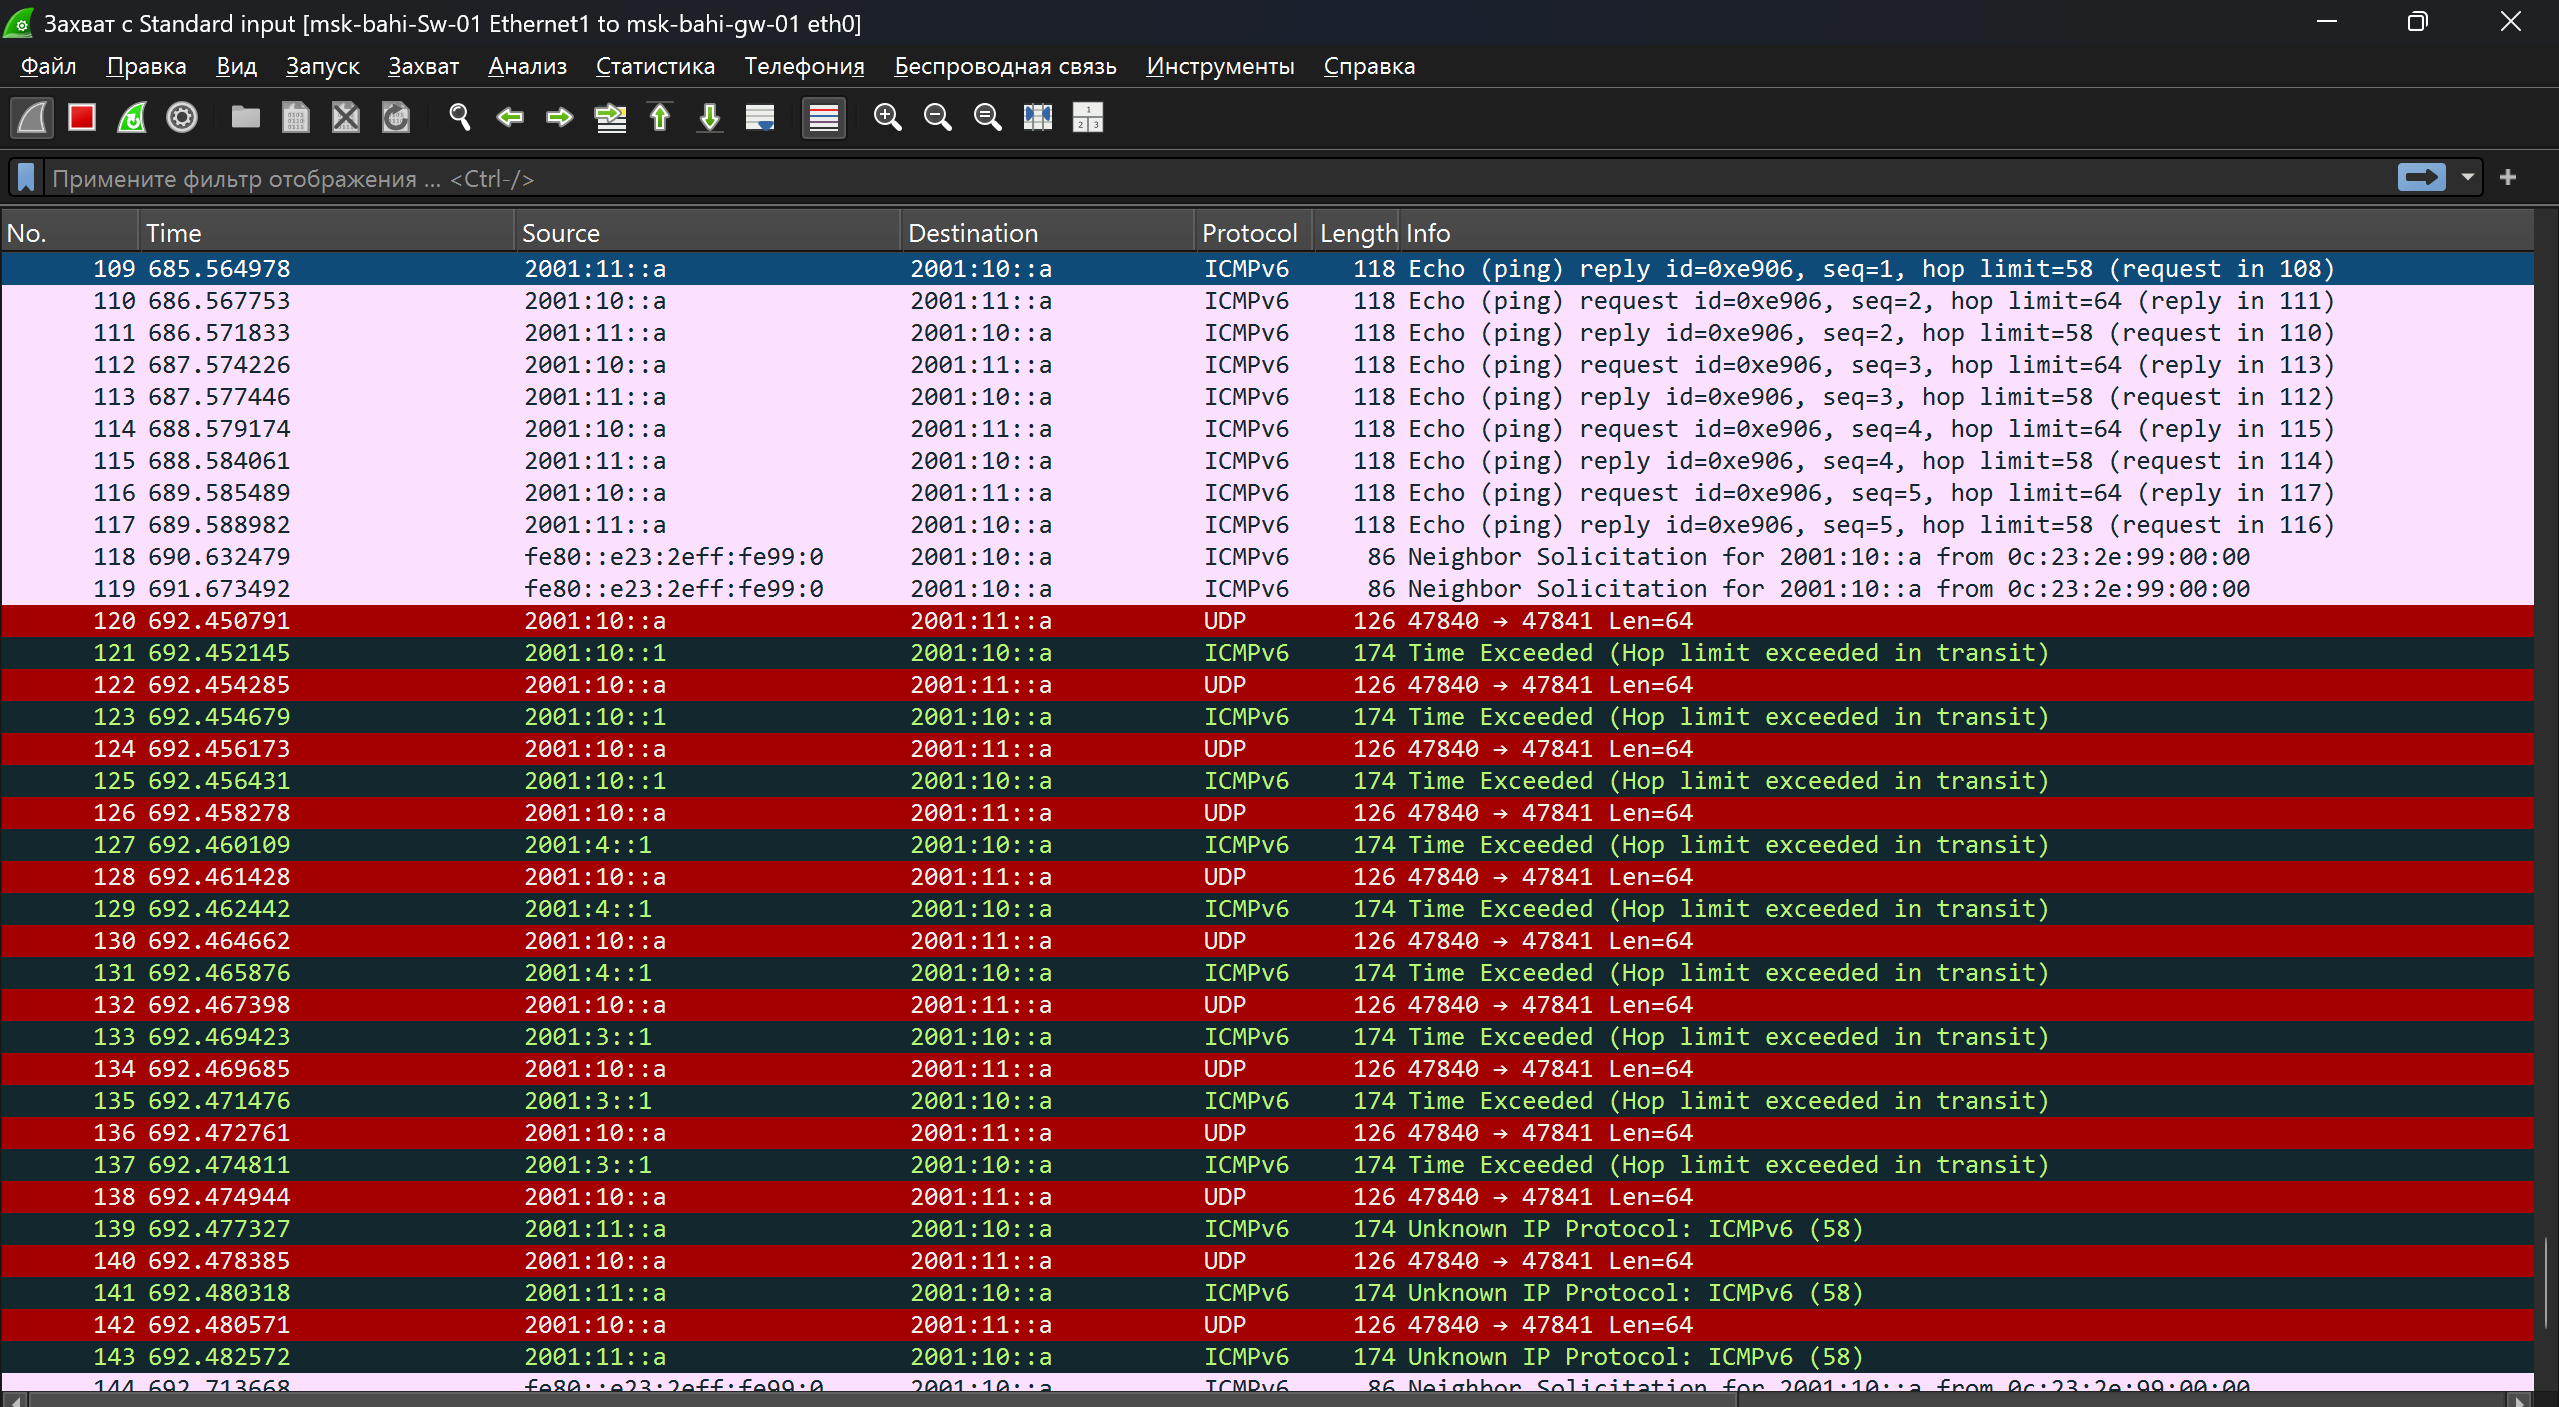 Захват с Standard input [msk-bahi-Sw-01 Ethernet1 to msk-bahi-gw-01 eth0]
Файл Правка Вид Запуск Захват Анализ Статистика Телефония Беспроводная связь Инструменты Справка
Примените фильтр отображения ... <Ctrl-/>
No. Time Source Destination Protocol Length Info
109 685.564978 2001:11::a 2001:10::a ICMPv6 118 Echo (ping) reply id=0xe906, seq=1, hop limit=58 (request in 108)
110 686.567753 2001:10::a 2001:11::a ICMPv6 118 Echo (ping) request id=0xe906, seq=2, hop limit=64 (reply in 111)
111 686.571833 2001:11::a 2001:10::a ICMPv6 118 Echo (ping) reply id=0xe906, seq=2, hop limit=58 (request in 110)
112 687.574226 2001:10::a 2001:11::a ICMPv6 118 Echo (ping) request id=0xe906, seq=3, hop limit=64 (reply in 113)
113 687.577446 2001:11::a 2001:10::a ICMPv6 118 Echo (ping) reply id=0xe906, seq=3, hop limit=58 (request in 112)
114 688.579174 2001:10::a 2001:11::a ICMPv6 118 Echo (ping) request id=0xe906, seq=4, hop limit=64 (reply in 115)
115 688.584061 2001:11::a 2001:10::a ICMPv6 118 Echo (ping) reply id=0xe906, seq=4, hop limit=58 (request in 114)
116 689.585489 2001:10::a 2001:11::a ICMPv6 118 Echo (ping) request id=0xe906, seq=5, hop limit=64 (reply in 117)
117 689.588982 2001:11::a 2001:10::a ICMPv6 118 Echo (ping) reply id=0xe906, seq=5, hop limit=58 (request in 116)
118 690.632479 fe80::e23:2eff:fe99:0 2001:10::a ICMPv6 86 Neighbor Solicitation for 2001:10::a from 0c:23:2e:99:00:00
119 691.673492 fe80::e23:2eff:fe99:0 2001:10::a ICMPv6 86 Neighbor Solicitation for 2001:10::a from 0c:23:2e:99:00:00
120 692.450791 2001:10::a 2001:11::a UDP 126 47840 → 47841 Len=64
121 692.452145 2001:10::1 2001:10::a ICMPv6 174 Time Exceeded (Hop limit exceeded in transit)
122 692.454285 2001:10::a 2001:11::a UDP 126 47840 → 47841 Len=64
123 692.454679 2001:10::1 2001:10::a ICMPv6 174 Time Exceeded (Hop limit exceeded in transit)
124 692.456173 2001:10::a 2001:11::a UDP 126 47840 → 47841 Len=64
125 692.456431 2001:10::1 2001:10::a ICMPv6 174 Time Exceeded (Hop limit exceeded in transit)
126 692.458278 2001:10::a 2001:11::a UDP 126 47840 → 47841 Len=64
127 692.460109 2001:4::1 2001:10::a ICMPv6 174 Time Exceeded (Hop limit exceeded in transit)
128 692.461428 2001:10::a 2001:11::a UDP 126 47840 → 47841 Len=64
129 692.462442 2001:4::1 2001:10::a ICMPv6 174 Time Exceeded (Hop limit exceeded in transit)
130 692.464662 2001:10::a 2001:11::a UDP 126 47840 → 47841 Len=64
131 692.465876 2001:4::1 2001:10::a ICMPv6 174 Time Exceeded (Hop limit exceeded in transit)
132 692.467398 2001:10::a 2001:11::a UDP 126 47840 → 47841 Len=64
133 692.469423 2001:3::1 2001:10::a ICMPv6 174 Time Exceeded (Hop limit exceeded in transit)
134 692.469685 2001:10::a 2001:11::a UDP 126 47840 → 47841 Len=64
135 692.471476 2001:3::1 2001:10::a ICMPv6 174 Time Exceeded (Hop limit exceeded in transit)
136 692.472761 2001:10::a 2001:11::a UDP 126 47840 → 47841 Len=64
137 692.474811 2001:3::1 2001:10::a ICMPv6 174 Time Exceeded (Hop limit exceeded in transit)
138 692.474944 2001:10::a 2001:11::a UDP 126 47840 → 47841 Len=64
139 692.477327 2001:11::a 2001:10::a ICMPv6 174 Unknown IP Protocol: ICMPv6 (58)
140 692.478385 2001:10::a 2001:11::a UDP 126 47840 → 47841 Len=64
141 692.480318 2001:11::a 2001:10::a ICMPv6 174 Unknown IP Protocol: ICMPv6 (58)
142 692.480571 2001:10::a 2001:11::a UDP 126 47840 → 47841 Len=64
143 692.482572 2001:11::a 2001:10::a ICMPv6 174 Unknown IP Protocol: ICMPv6 (58)
144 692.713668 fe80::e23:2eff:fe99:0 2001:10::a ICMPv6 86 Neighbor Solicitation for 2001:10::a from 0c:23:2e:99:00:00